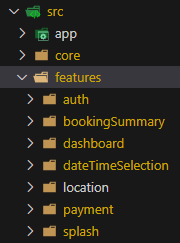 src
app
core
features
auth
bookingSummary
dashboard
dateTimeSelection
location
payment
splash